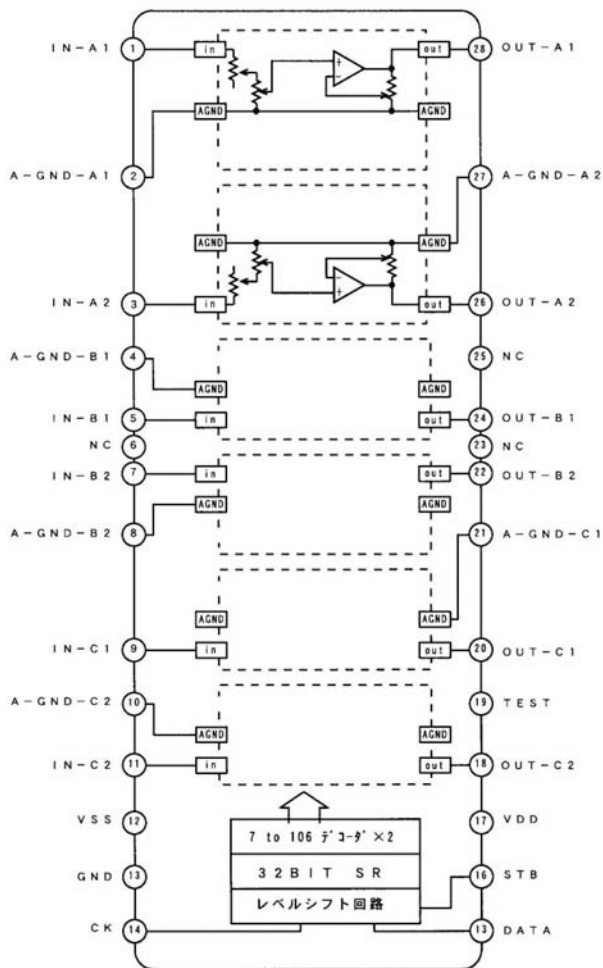 IN-A1 1 in out 28 OUT-A1
AGND AGND
A-GND-A1 2 27 A-GND-A2
AGND AGND
IN-A2 3 in out 26 OUT-A2
A-GND-B1 4 25 NC
AGND AGND
IN-B1 5 in out 24 OUT-B1
NC 6 23 NC
IN-B2 7 in out 22 OUT-B2
AGND AGND
A-GND-B2 8 21 A-GND-C1
AGND AGND
IN-C1 9 in out 20 OUT-C1
A-GND-C2 10 19 TEST
AGND AGND
IN-C2 11 in out 18 OUT-C2
VSS 12 17 VDD
7 to 106 デコーダ×2
32BIT SR
GND 13 16 STB
レベルシフト回路
CK 14 13 DATA